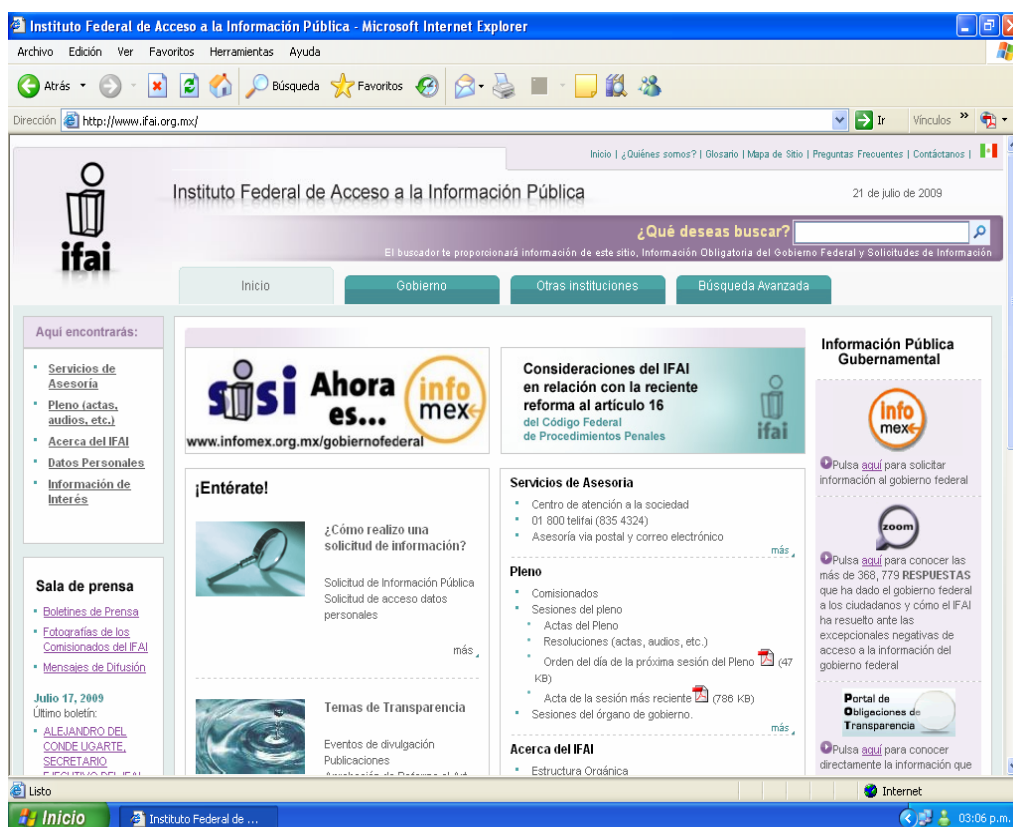 Instituto Federal de Acceso a la Información Pública - Microsoft Internet Explorer
Archivo Edición Ver Favoritos Herramientas Ayuda
Atrás Búsqueda Favoritos
Dirección http://www.ifai.org.mx/ Ir Vínculos »
Inicio | ¿Quiénes somos? | Glosario | Mapa de Sitio | Preguntas Frecuentes | Contáctanos |
ifai
Instituto Federal de Acceso a la Información Pública
21 de julio de 2009
¿Qué deseas buscar?
El buscador te proporcionará información de este sitio, Información Obligatoria del Gobierno Federal y Solicitudes de Información
Inicio Gobierno Otras instituciones Búsqueda Avanzada
Aquí encontrarás:
Servicios de
Asesoría
Pleno (actas,
audios, etc.)
Acerca del IFAI
Datos Personales
Información de
Interés
Sala de prensa
Boletines de Prensa
Fotografías de los
Comisionados del IFAI
Mensajes de Difusión
Julio 17, 2009
Último boletín:
ALEJANDRO DEL
CONDE UGARTE,
SECRETARIO
EJECUTIVO DEL IFAI
sisi Ahora
es...
info
mex
www.infomex.org.mx/gobiernofederal
¡Entérate!
¿Cómo realizo una
solicitud de información?
Solicitud de Información Pública
Solicitud de acceso datos
personales
más
Temas de Transparencia
Eventos de divulgación
Publicaciones
Aprobación de Reforma al Art.
Consideraciones del IFAI
en relación con la reciente
reforma al artículo 16
del Código Federal
de Procedimientos Penales
ifai
Servicios de Asesoria
Centro de atención a la sociedad
01 800 telifai (835 4324)
Asesoría via postal y correo electrónico
más
Pleno
Comisionados
Sesiones del pleno
Actas del Pleno
Resoluciones (actas, audios, etc.)
Orden del día de la próxima sesión del Pleno (47
KB)
Acta de la sesión más reciente (786 KB)
Sesiones del órgano de gobierno.
más
Acerca del IFAI
Estructura Orgánica
Información Pública
Gubernamental
Info
mex
Pulsa aquí para solicitar
información al gobierno federal
zoom
Pulsa aquí para conocer las
más de 368, 779 RESPUESTAS
que ha dado el gobierno federal
a los ciudadanos y cómo el IFAI
ha resuelto ante las
excepcionales negativas de
acceso a la información del
gobierno federal
Portal de
Obligaciones de
Transparencia
Pulsa aquí para conocer
directamente la información que
Listo Internet
Inicio Instituto Federal de ... 03:06 p.m.